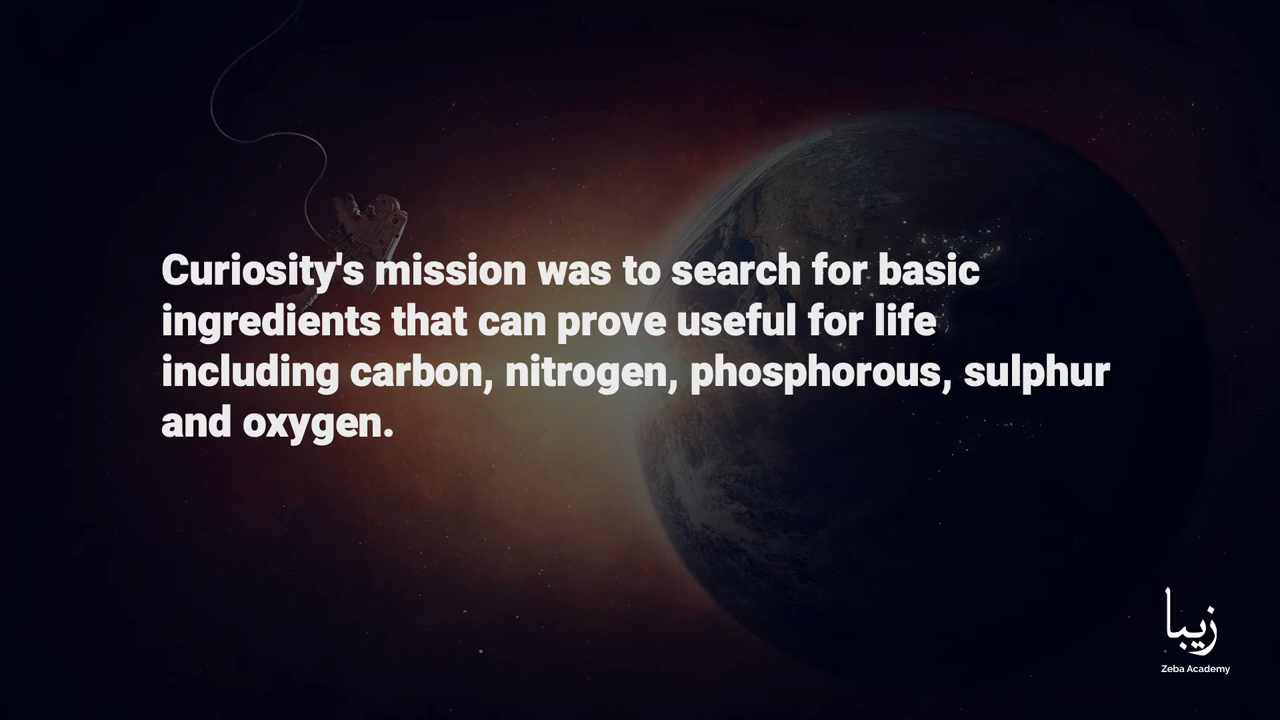 Curiosity's mission was to search for basic
ingredients that can prove useful for life
including carbon, nitrogen, phosphorous, sulphur
and oxygen.
زیبا
Zeba Academy